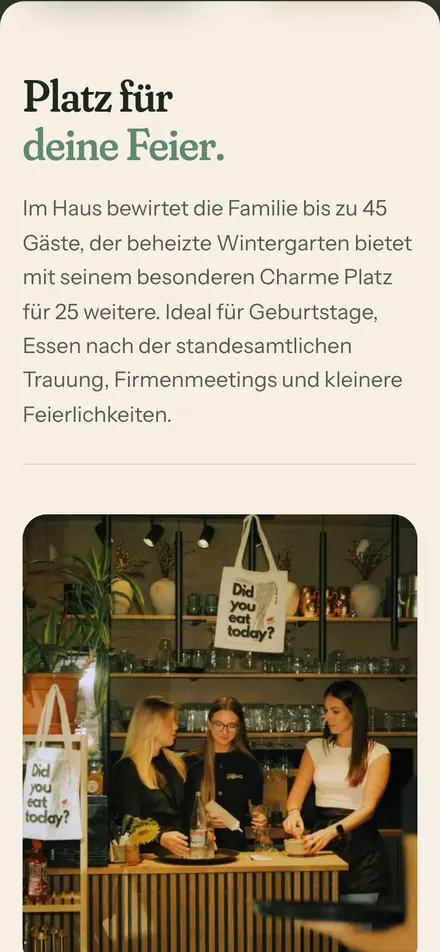 Platz für
deine Feier.
Im Haus bewirtet die Familie bis zu 45
Gäste, der beheizte Wintergarten bietet
mit seinem besonderen Charme Platz
für 25 weitere. Ideal für Geburtstage,
Essen nach der standesamtlichen
Trauung, Firmenmeetings und kleinere
Feierlichkeiten.
Did
you
eat
today?
Did
you
eat
today?